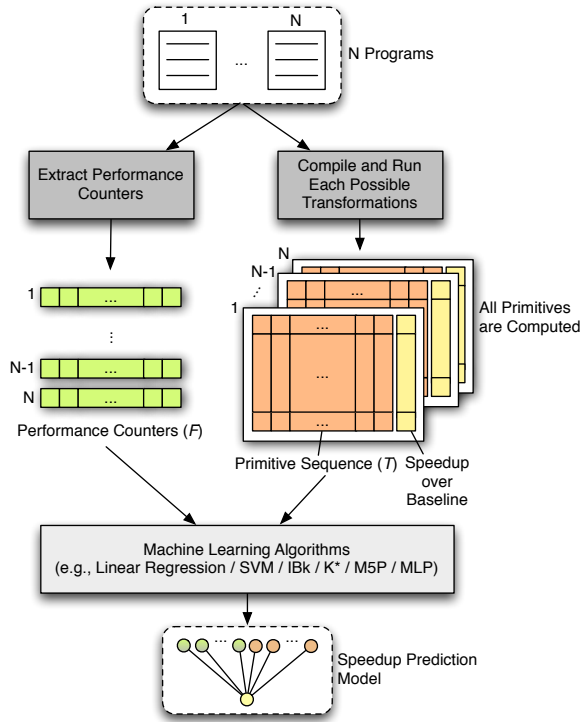 1
N
...
N Programs
Extract Performance
Counters
Compile and Run
Each Possible
Transformations
N
N-1
...
1
1
...
...
N-1
...
N
...
...
...
...
All Primitives
are Computed
Performance Counters (F)
Primitive Sequence (T)
Speedup
over
Baseline
Machine Learning Algorithms
(e.g., Linear Regression / SVM / IBk / K* / M5P / MLP)
...
...
Speedup Prediction
Model